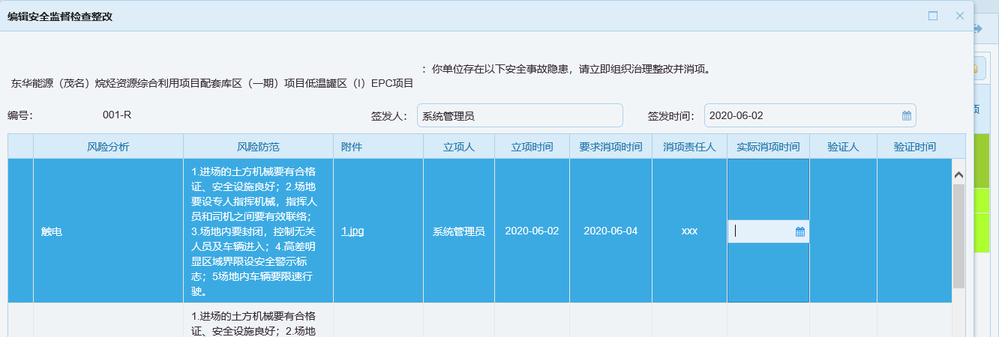 编辑安全监督检查整改
：你单位存在以下安全事故隐患，请立即组织治理整改并消项。
东华能源（茂名）烷烃资源综合利用项目配套库区（一期）项目低温罐区（I）EPC项目
编号： 001-R 签发人： 系统管理员 签发时间： 2020-06-02
项
风险分析 风险防范 附件 立项人 立项时间 要求消项时间 消项责任人 实际消项时间 验证人 验证时间
1.进场的土方机械要有合格
证、安全设施良好；2.场地
要设专人指挥机械，指挥人
员和司机之间要有效联络；
触电 1.jpg 系统管理员 2020-06-02 2020-06-04 xxx
3.场地内要封闭，控制无关
人员及车辆进入；4.高差明
显区域界限设安全警示标
志；5场地内车辆要限速行
驶。
1.进场的土方机械要有合格
证、安全设施良好；2.场地